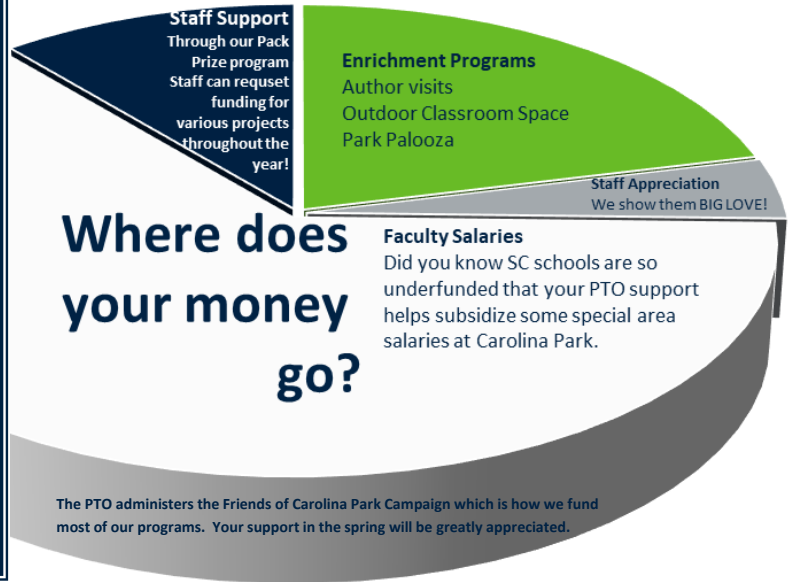 Staff Support
Through our Pack
Prize program
Staff can requset
funding for
various projects
throughout the
year!
Enrichment Programs
Author visits
Outdoor Classroom Space
Park Palooza
Staff Appreciation
We show them BIG LOVE!
Where does
your money
go?
Faculty Salaries
Did you know SC schools are so
underfunded that your PTO support
helps subsidize some special area
salaries at Carolina Park.
The PTO administers the Friends of Carolina Park Campaign which is how we fund
most of our programs.  Your support in the spring will be greatly appreciated.